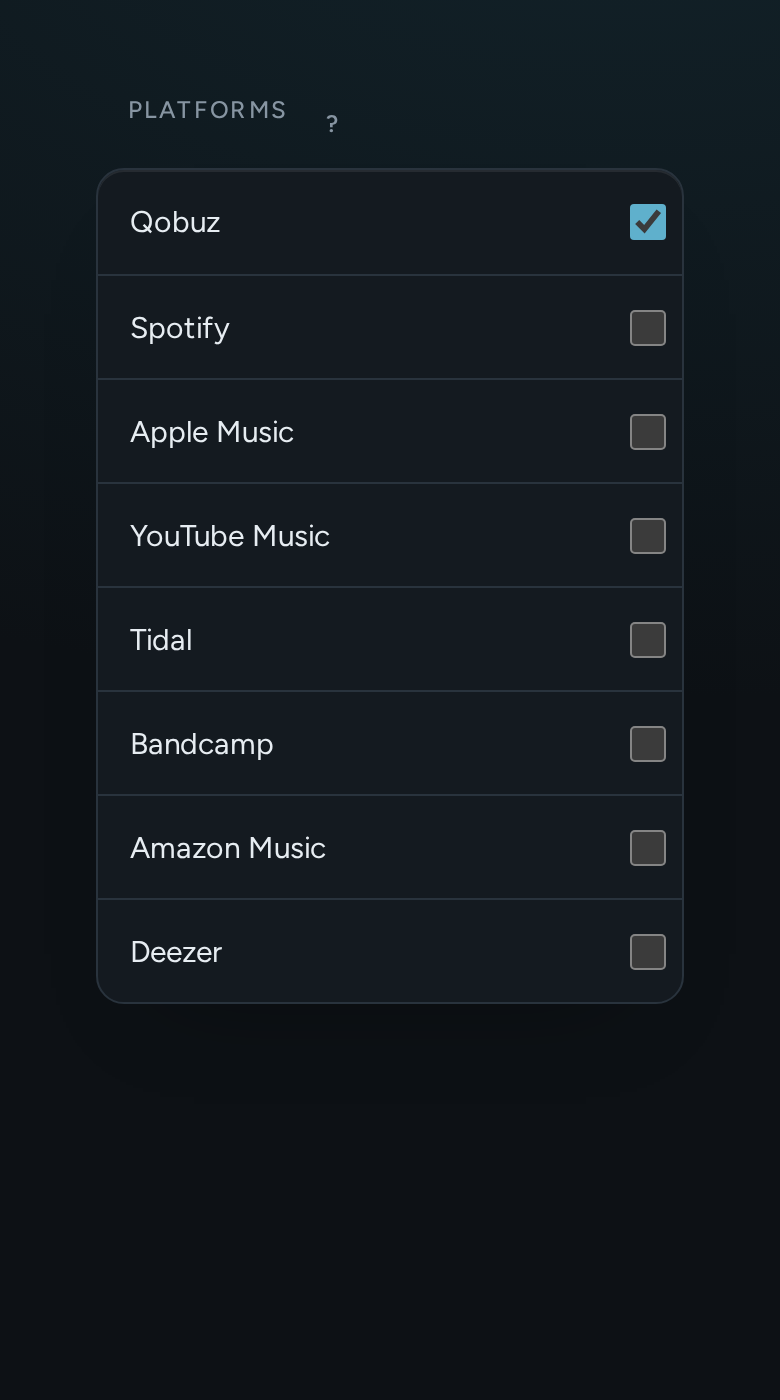 PLATFORMS ?
Qobuz
Spotify
Apple Music
YouTube Music
Tidal
Bandcamp
Amazon Music
Deezer